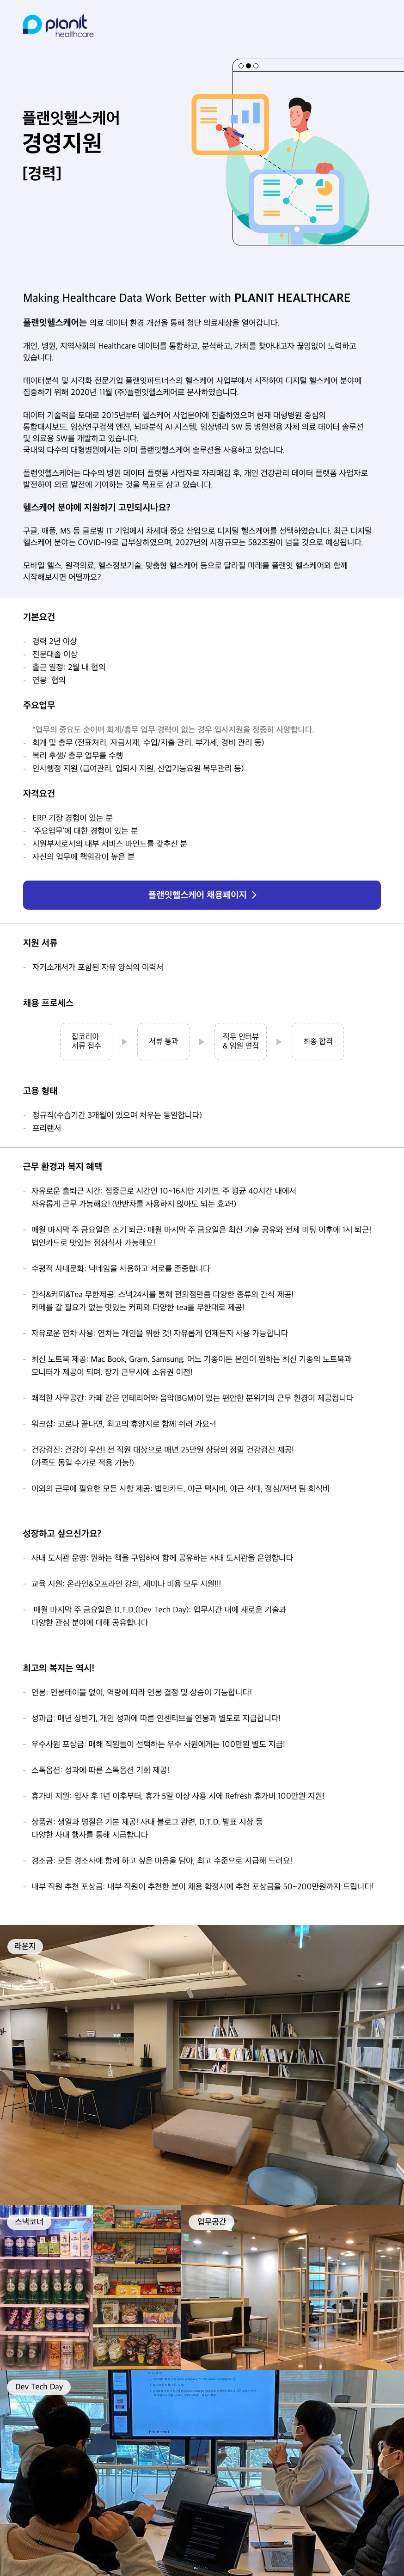 planit
healthcare
플랜잇헬스케어
경영지원
[경력]
Making Healthcare Data Work Better with PLANIT HEALTHCARE
플랜잇헬스케어는 의료 데이터 환경 개선을 통해 첨단 의료세상을 열어갑니다.
개인, 병원, 지역사회의 Healthcare 데이터를 통합하고, 분석하고, 가치를 찾아내고자 끊임없이 노력하고
있습니다.
데이터분석 및 시각화 전문기업 플랜잇파트너스의 헬스케어 사업부에서 시작하여 디지털 헬스케어 분야에
집중하기 위해 2020년 11월 (주)플랜잇헬스케어로 분사하였습니다.
데이터 기술력을 토대로 2015년부터 헬스케어 사업분야에 진출하였으며 현재 대형병원 중심의
통합대시보드, 임상연구검색 엔진, 뇌파분석 AI 시스템, 임상병리 SW 등 병원전용 자체 의료 데이터 솔루션
및 의료용 SW를 개발하고 있습니다.
국내외 다수의 대형병원에서는 이미 플랜잇헬스케어 솔루션을 사용하고 있습니다.
플랜잇헬스케어는 다수의 병원 데이터 플랫폼 사업자로 자리매김 후, 개인 건강관리 데이터 플랫폼 사업자로
발전하여 의료 발전에 기여하는 것을 목표로 삼고 있습니다.
헬스케어 분야에 지원하기 고민되시나요?
구글, 애플, MS 등 글로벌 IT 기업에서 차세대 중요 산업으로 디지털 헬스케어를 선택하였습니다. 최근 디지털
헬스케어 분야는 COVID-19로 급부상하였으며, 2027년의 시장규모는 582조원이 넘을 것으로 예상됩니다.
모바일 헬스, 원격의료, 헬스정보기술, 맞춤형 헬스케어 등으로 달라질 미래를 플랜잇 헬스케어와 함께
시작해보시면 어떨까요?
기본요건
- 경력 2년 이상
- 전문대졸 이상
- 출근 일정: 2월 내 협의
- 연봉: 협의
주요업무
*업무의 중요도 순이며 회계/총무 업무 경력이 없는 경우 입사지원을 정중히 사양합니다.
- 회계 및 총무 (전표처리, 자금시재, 수입/지출 관리, 부가세, 경비 관리 등)
- 복리 후생/ 총무 업무를 수행
- 인사행정 지원 (급여관리, 입퇴사 지원, 산업기능요원 복무관리 등)
자격요건
- ERP 기장 경험이 있는 분
- '주요업무'에 대한 경험이 있는 분
- 지원부서로서의 내부 서비스 마인드를 갖추신 분
- 자신의 업무에 책임감이 높은 분
플랜잇헬스케어 채용페이지 >
지원 서류
- 자기소개서가 포함된 자유 양식의 이력서
채용 프로세스
잡코리아
서류 접수
서류 통과
직무 인터뷰
& 임원 면접
최종 합격
고용 형태
- 정규직(수습기간 3개월이 있으며 처우는 동일합니다)
- 프리랜서
근무 환경과 복지 혜택
- 자유로운 출퇴근 시간: 집중근로 시간인 10~16시만 지키면, 주 평균 40시간 내에서
자유롭게 근무 가능해요! (반반차를 사용하지 않아도 되는 효과!)
- 매월 마지막 주 금요일은 조기 퇴근: 매월 마지막 주 금요일은 최신 기술 공유와 전체 미팅 이후에 1시 퇴근!
법인카드로 맛있는 점심식사 가능해요!
- 수평적 사내문화: 닉네임을 사용하고 서로를 존중합니다
- 간식&커피&Tea 무한제공: 스낵24시를 통해 편의점만큼 다양한 종류의 간식 제공!
카페를 갈 필요가 없는 맛있는 커피와 다양한 tea를 무한대로 제공!
- 자유로운 연차 사용: 연차는 개인을 위한 것! 자유롭게 언제든지 사용 가능합니다
- 최신 노트북 제공: Mac Book, Gram, Samsung. 어느 기종이든 본인이 원하는 최신 기종의 노트북과
모니터가 제공이 되며, 장기 근무시에 소유권 이전!
- 쾌적한 사무공간: 카페 같은 인테리어와 음악(BGM)이 있는 편안한 분위기의 근무 환경이 제공됩니다
- 워크샵: 코로나 끝나면, 최고의 휴양지로 함께 쉬러 가요~!
- 건강검진: 건강이 우선! 전 직원 대상으로 매년 25만원 상당의 정밀 건강검진 제공!
(가족도 동일 수가로 적용 가능!)
- 이외의 근무에 필요한 모든 사항 제공: 법인카드, 야근 택시비, 야근 식대, 점심/저녁 팀 회식비
성장하고 싶으신가요?
- 사내 도서관 운영: 원하는 책을 구입하여 함께 공유하는 사내 도서관을 운영합니다
- 교육 지원: 온라인&오프라인 강의, 세미나 비용 모두 지원!!!
- 매월 마지막 주 금요일은 D.T.D.(Dev Tech Day): 업무시간 내에 새로운 기술과
다양한 관심 분야에 대해 공유합니다
최고의 복지는 역시!
- 연봉: 연봉테이블 없이, 역량에 따라 연봉 결정 및 상승이 가능합니다!
- 성과급: 매년 상반기, 개인 성과에 따른 인센티브를 연봉과 별도로 지급합니다!
- 우수사원 포상금: 매해 직원들이 선택하는 우수 사원에게는 100만원 별도 지급!
- 스톡옵션: 성과에 따른 스톡옵션 기회 제공!
- 휴가비 지원: 입사 후 1년 이후부터, 휴가 5일 이상 사용 시에 Refresh 휴가비 100만원 지원!
- 상품권: 생일과 명절은 기본 제공! 사내 블로그 관련, D.T.D. 발표 시상 등
다양한 사내 행사를 통해 지급합니다
- 경조금: 모든 경조사에 함께 하고 싶은 마음을 담아, 최고 수준으로 지급해 드려요!
- 내부 직원 추천 포상금: 내부 직원이 추천한 분이 채용 확정시에 추천 포상금을 50~200만원까지 드립니다!
라운지
스낵코너
업무공간
Dev Tech Day